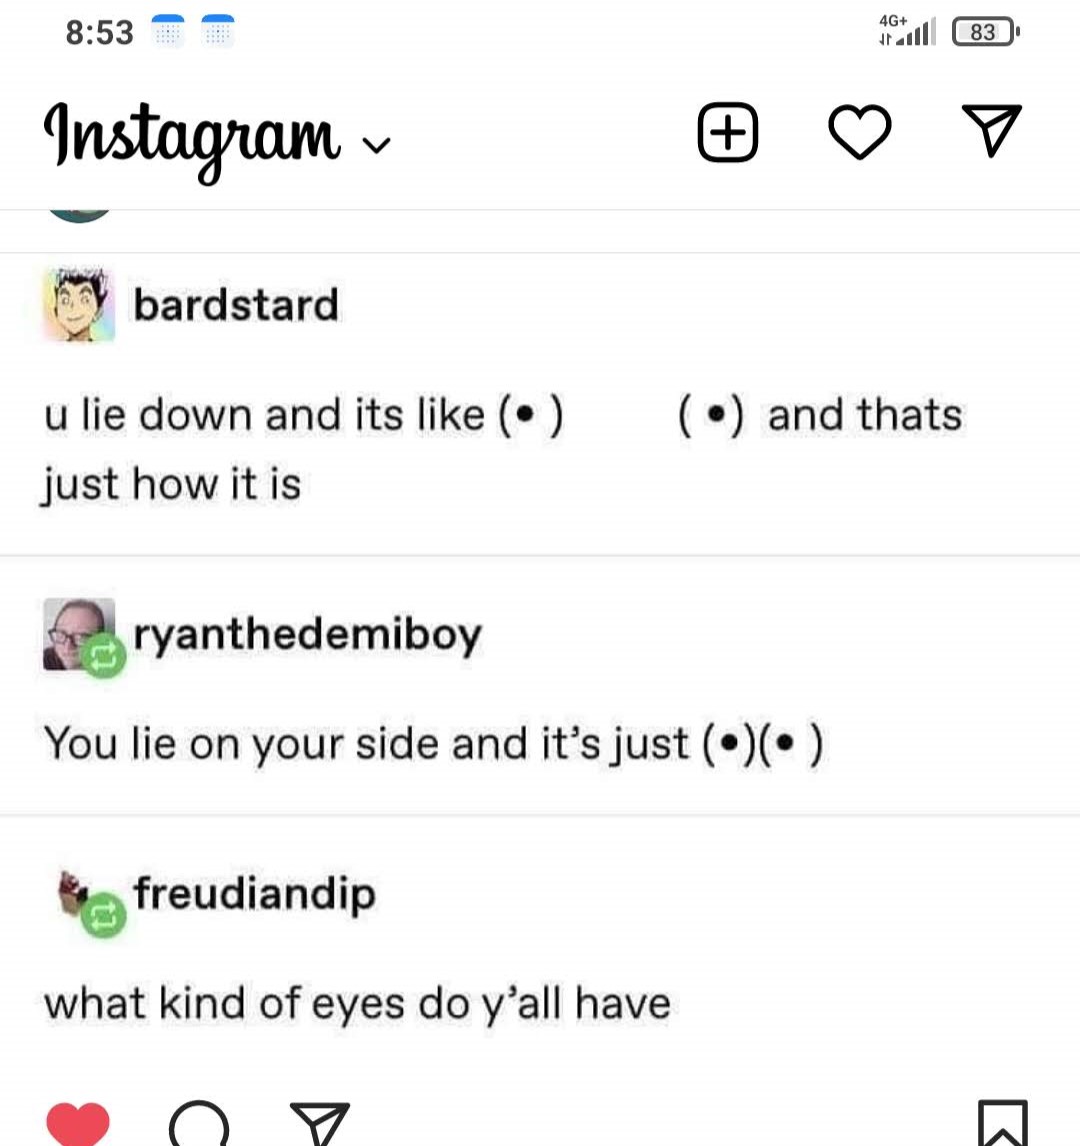 8:53
4G+
83
Instagram
bardstard
u lie down and its like (• )        ( •) and thats
just how it is
ryanthedemiboy
You lie on your side and it’s just (•)(• )
freudiandip
what kind of eyes do y’all have